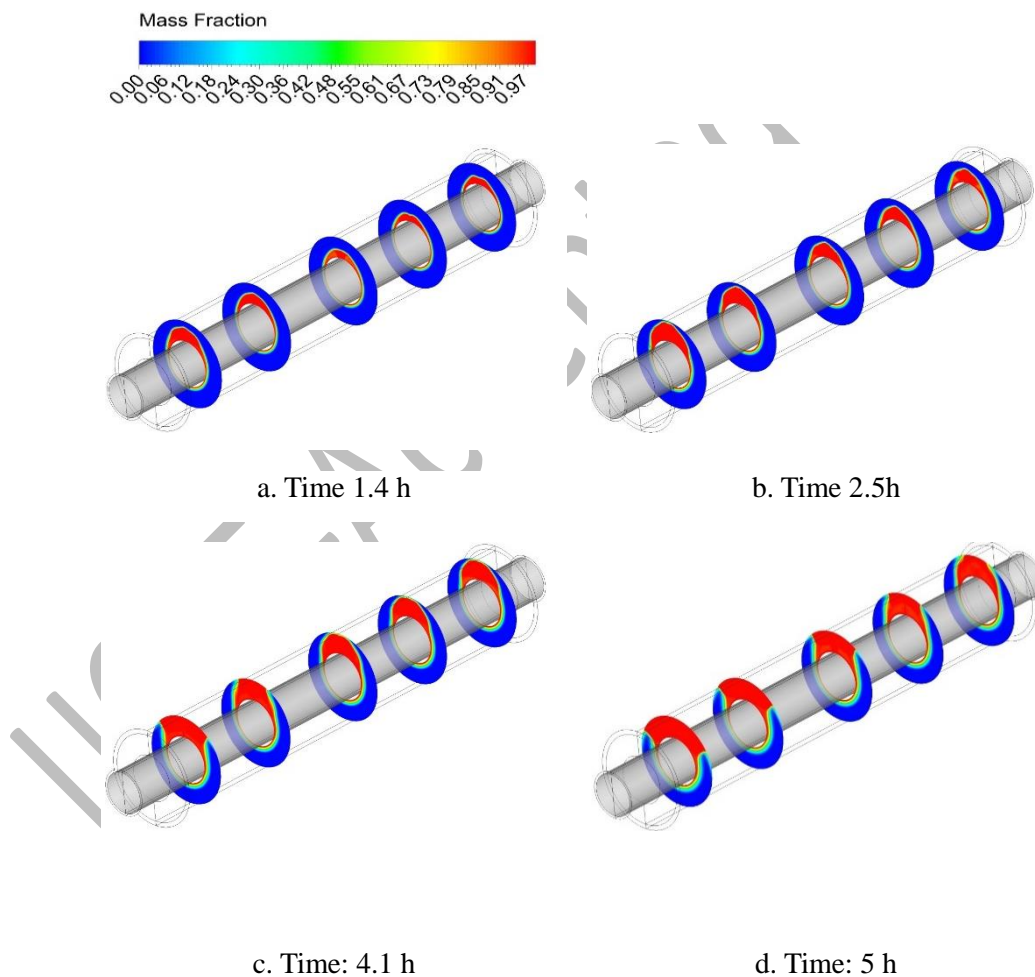 Mass Fraction
0.00 0.06 0.12 0.18 0.24 0.30 0.36 0.42 0.48 0.55 0.61 0.67 0.73 0.79 0.85 0.91 0.97
a. Time 1.4 h
b. Time 2.5h
c. Time: 4.1 h
d. Time: 5 h